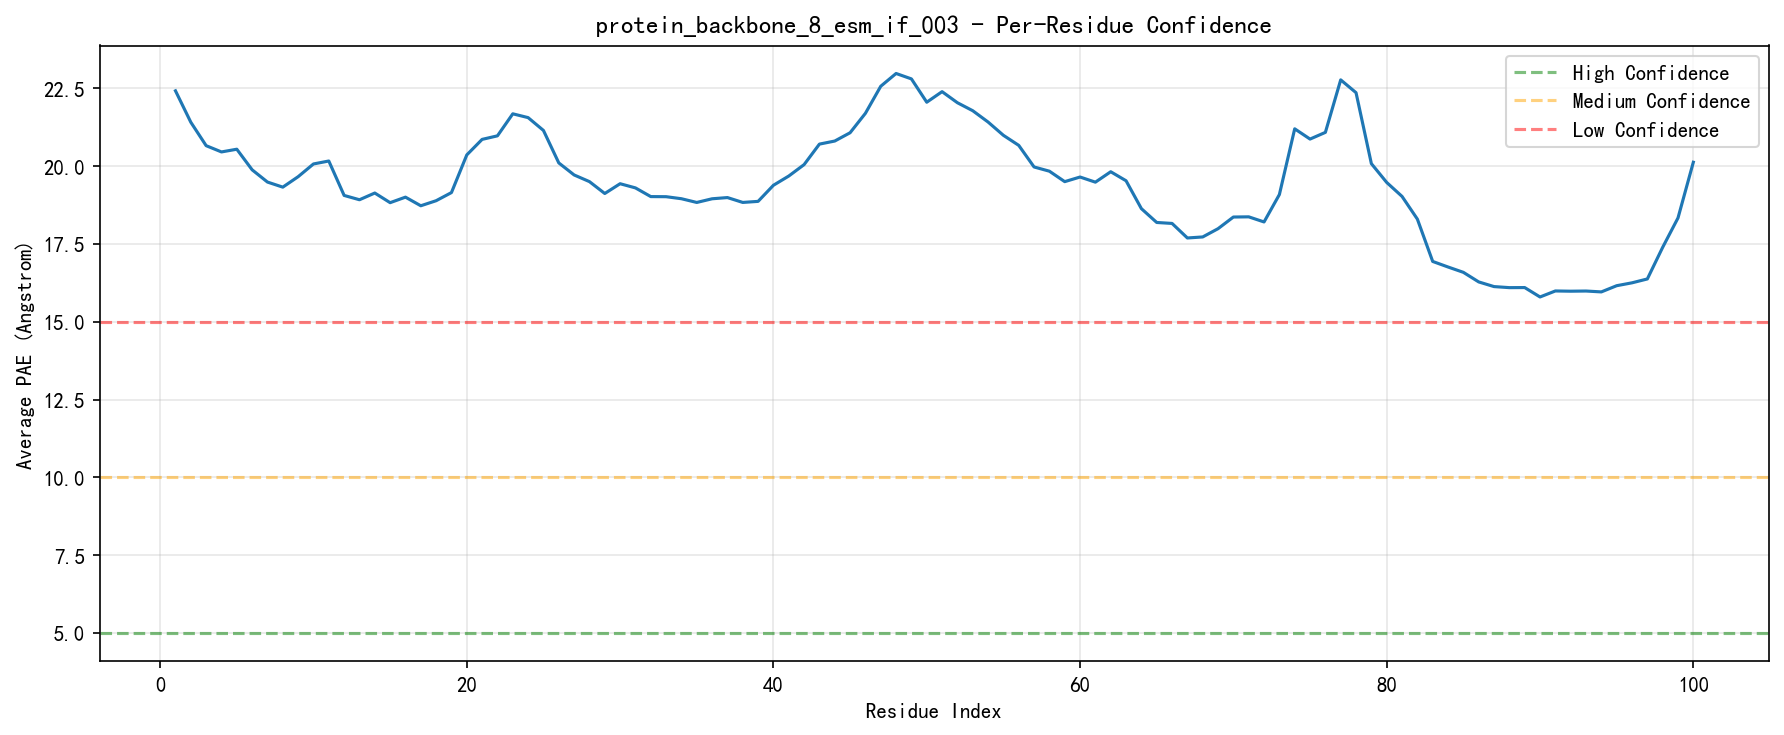 protein_backbone_8_esm_if_003 - Per-Residue Confidence
High Confidence
Medium Confidence
Low Confidence
Average PAE (Angstrom)
22.5
20.0
17.5
15.0
12.5
10.0
7.5
5.0
0 20 40 60 80 100
Residue Index